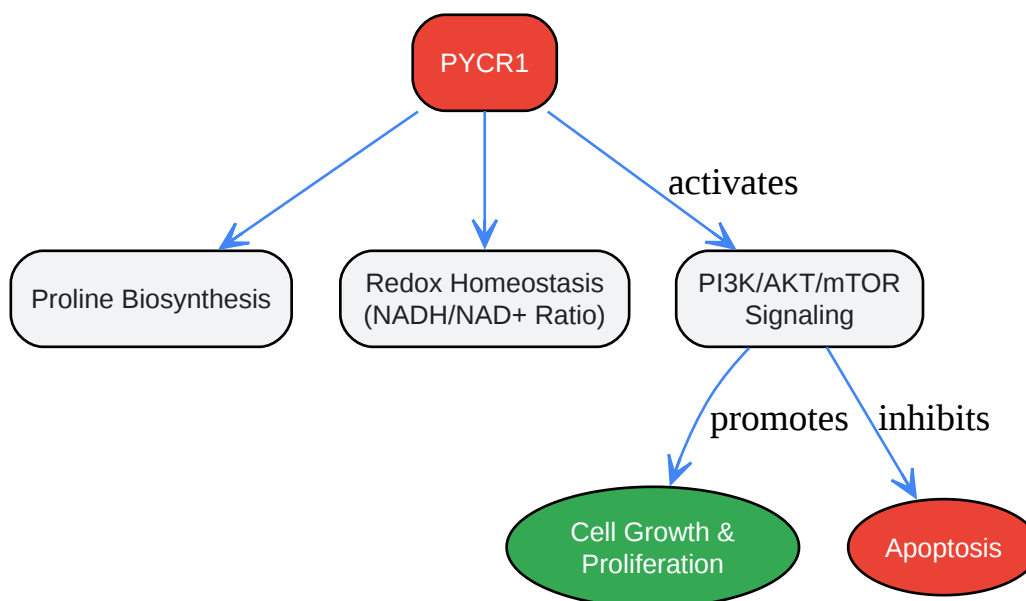 PYCR1
activates
Proline Biosynthesis
Redox Homeostasis
(NADH/NAD+ Ratio)
PI3K/AKT/mTOR
Signaling
promotes
inhibits
Cell Growth &
Proliferation
Apoptosis